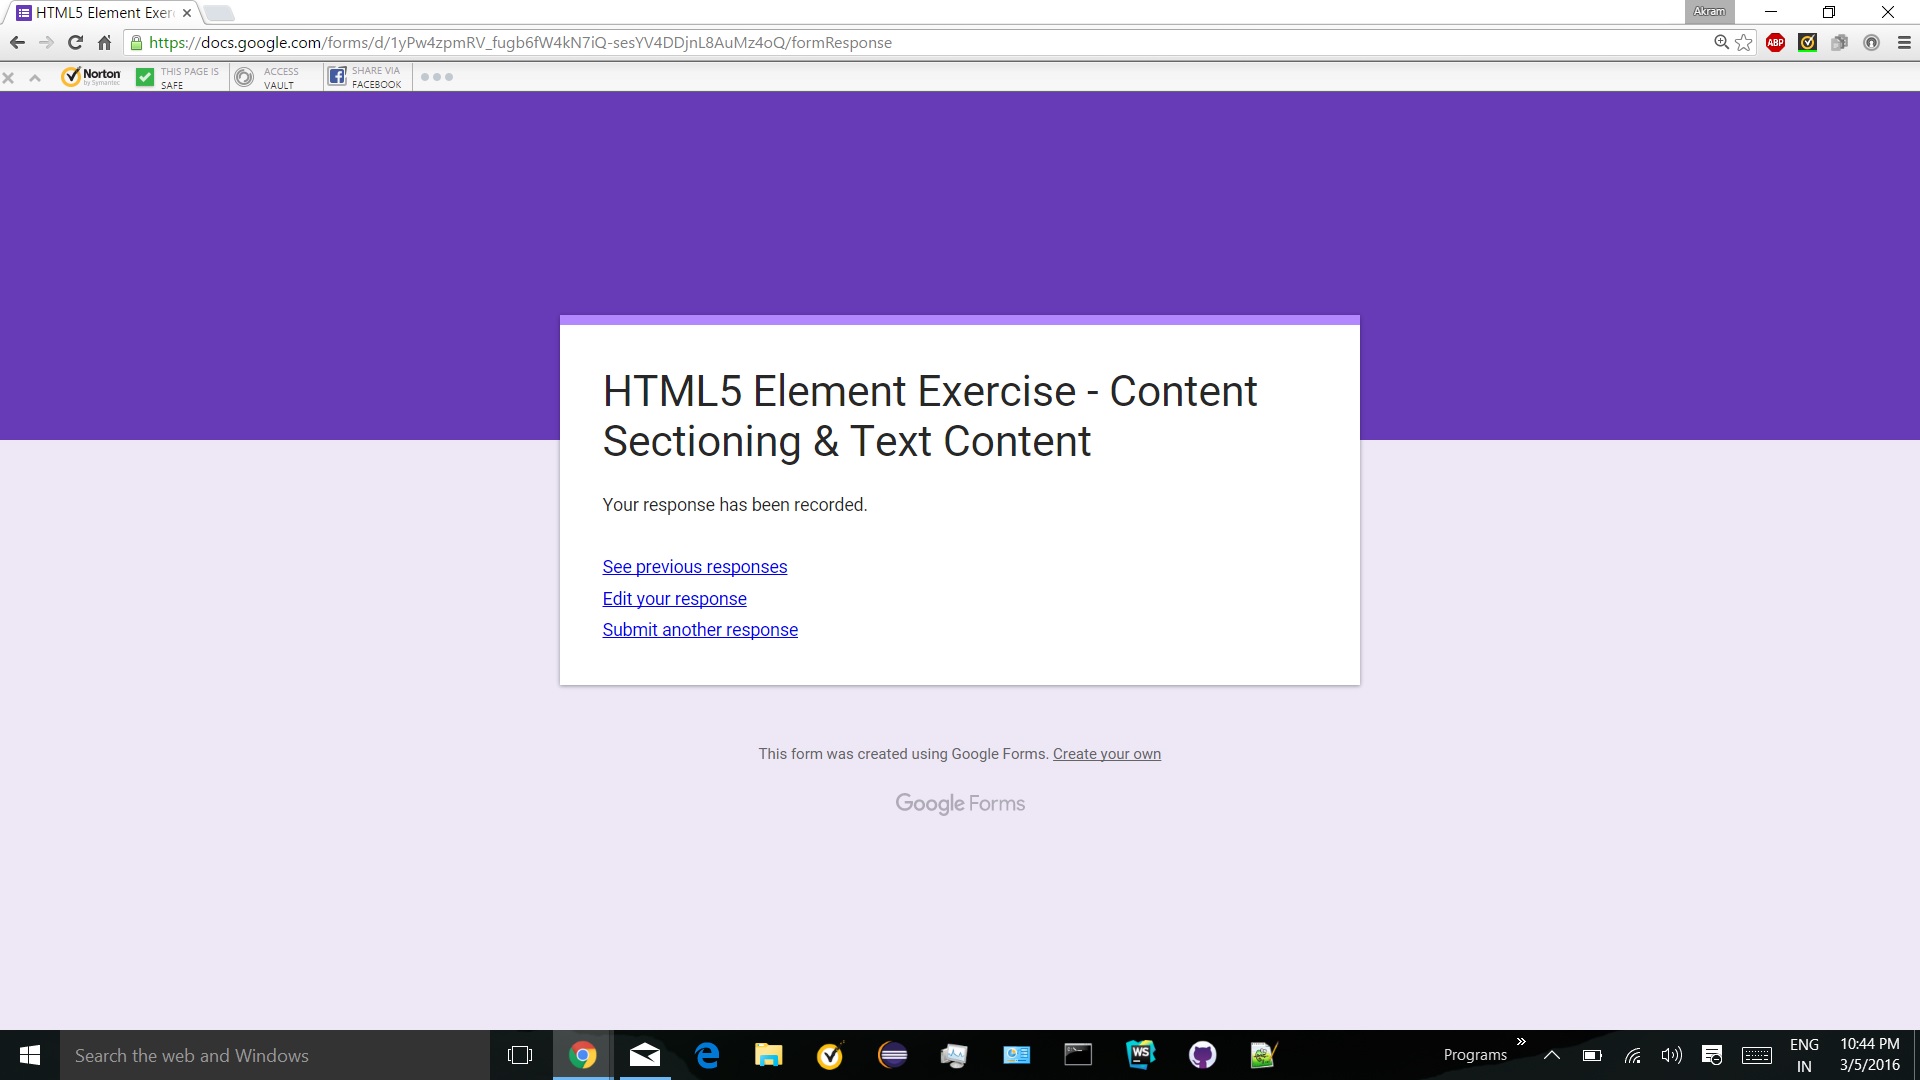 HTML5 Element Exer
Akram
https://docs.google.com/forms/d/1yPw4zpmRV_fugb6fW4kN7iQ-sesYV4DDjnL8AuMz4oQ/formResponse
ABP
Norton
by Symantec
THIS PAGE IS
SAFE
ACCESS
VAULT
SHARE VIA
FACEBOOK
HTML5 Element Exercise - Content
Sectioning & Text Content
Your response has been recorded.
See previous responses
Edit your response
Submit another response
This form was created using Google Forms. Create your own
Google Forms
Search the web and Windows
WS
Programs
ENG
IN
10:44 PM
3/5/2016